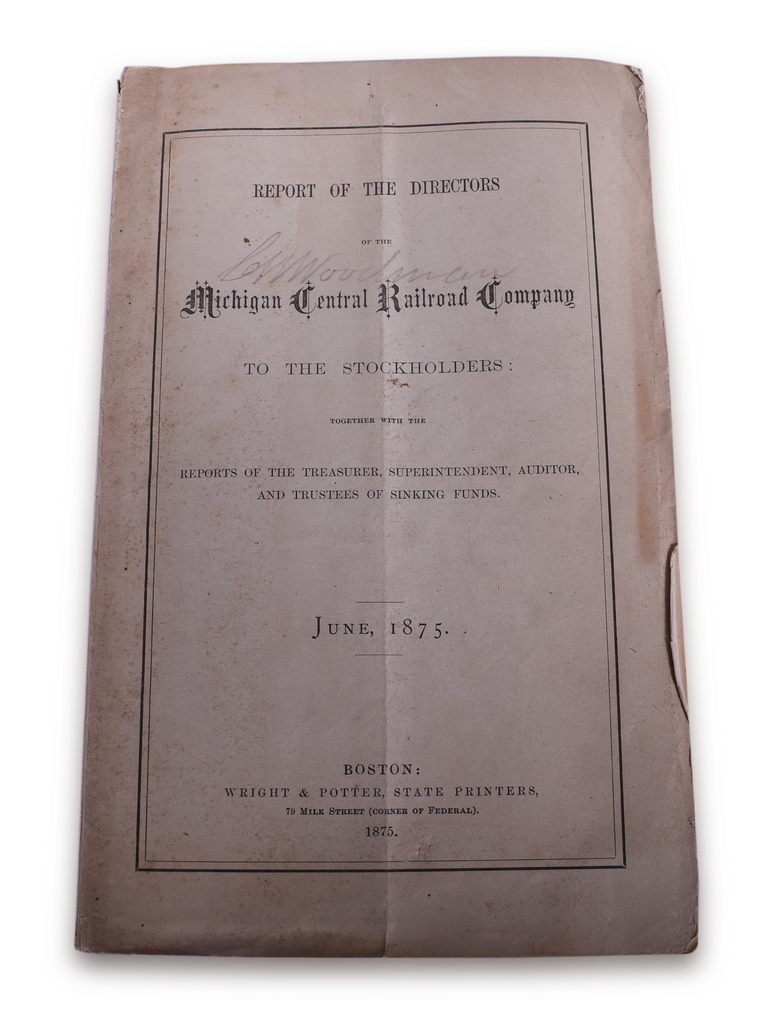 REPORT OF THE DIRECTORS
OF THE
Woodman
Michigan Central Railroad Company
TO THE STOCKHOLDERS:
TOGETHER WITH THE
REPORTS OF THE TREASURER, SUPERINTENDENT, AUDITOR,
AND TRUSTEES OF SINKING FUNDS.
JUNE, 1875.
BOSTON:
WRIGHT & POTTER, STATE PRINTERS,
79 MILK STREET (CORNER OF FEDERAL).
1875.